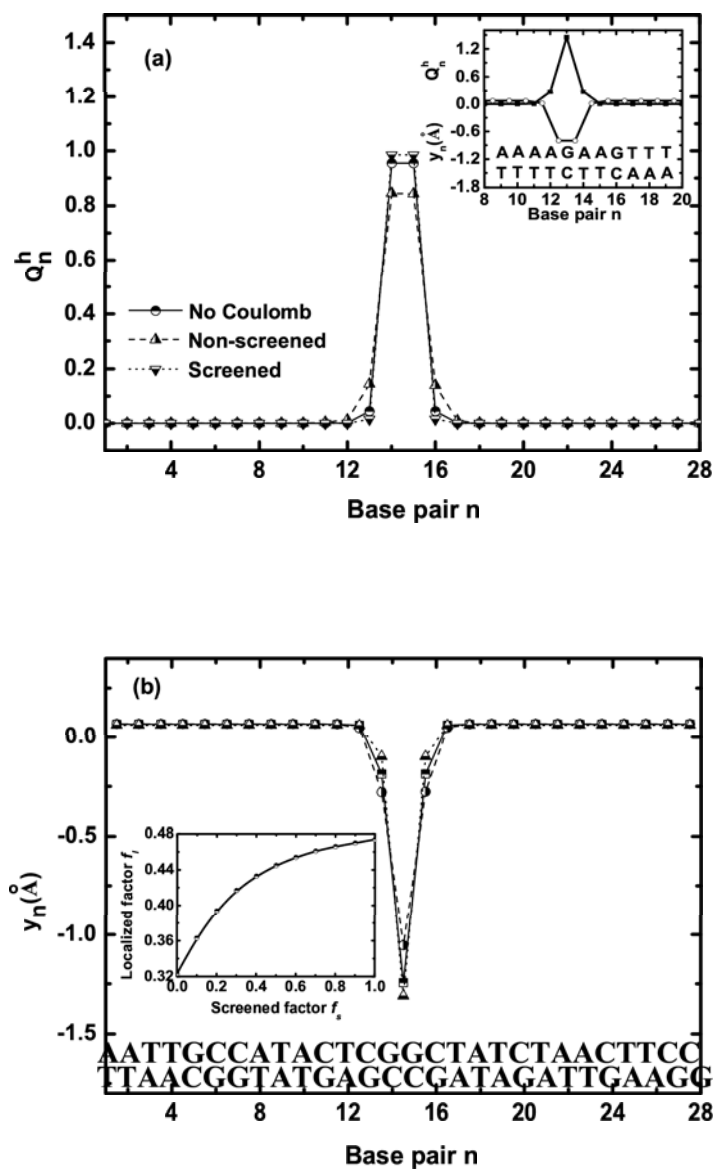 (a)
1.4
1.2
1.0
0.8
0.6
0.4
0.2
0.0
Q_n^h
No Coulomb
Non-screened
Screened
4 8 12 16 20 24 28
Base pair n
1.2
0.6
0.0
-0.6
-1.2
-1.8
Q_n^h
y_n(Å)
A A A A G A A G T T T
T T T T C T T C A A A
8 10 12 14 16 18 20
Base pair n
(b)
0.0
-0.5
-1.0
-1.5
y_n(Å)
0.48
0.44
0.40
0.36
0.32
Localized factor f_l
0.0 0.2 0.4 0.6 0.8 1.0
Screened factor f_s
AATTGCCATACTCGGCTATCTAACTTCC
TTAACGGTATGAGCCGATAGATTGAAGG
4 8 12 16 20 24 28
Base pair n